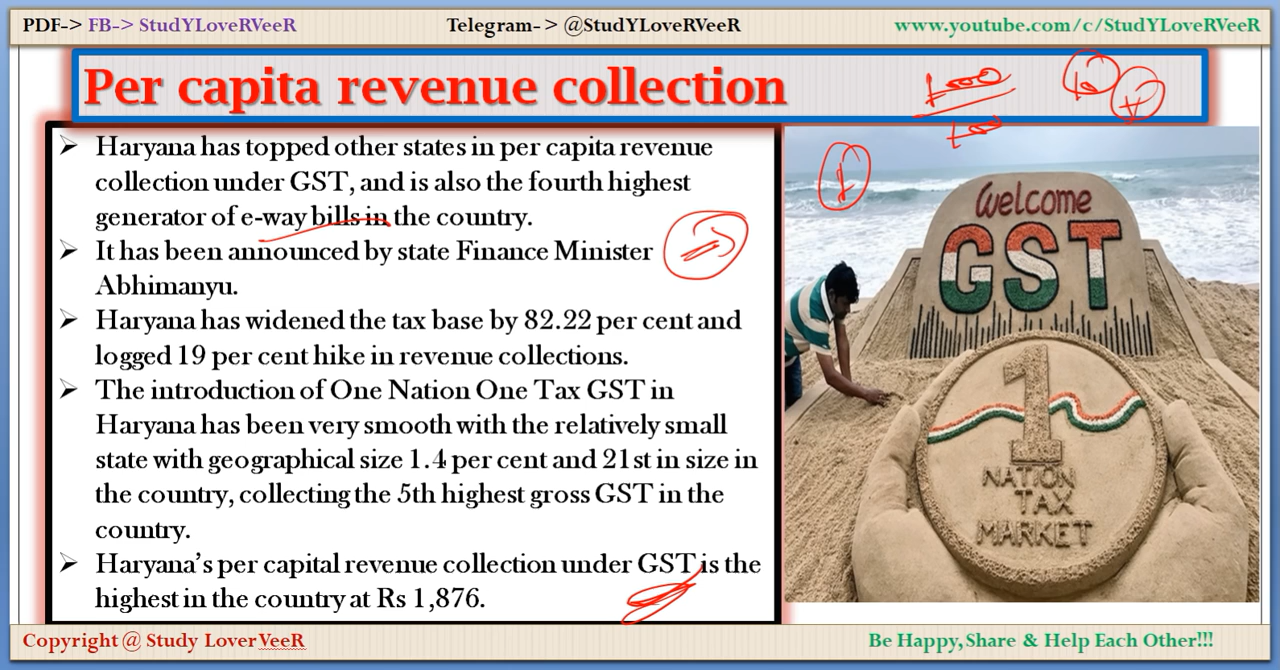 PDF-> FB-> StudYLoveRVeeR
Telegram-> @StudYLoveRVeeR
www.youtube.com/c/StudYLoveRVeeR
Per capita revenue collection
1000
100
10
➢ Haryana has topped other states in per capita revenue
collection under GST, and is also the fourth highest
generator of e-way bills in the country.
➢ It has been announced by state Finance Minister
Abhimanyu.
➢ Haryana has widened the tax base by 82.22 per cent and
logged 19 per cent hike in revenue collections.
➢ The introduction of One Nation One Tax GST in
Haryana has been very smooth with the relatively small
state with geographical size 1.4 per cent and 21st in size in
the country, collecting the 5th highest gross GST in the
country.
➢ Haryana's per capital revenue collection under GST is the
highest in the country at Rs 1,876.
Welcome
GST
1
NATION
TAX
MARKET
Copyright @ Study LoverVeeR
Be Happy,Share & Help Each Other!!!